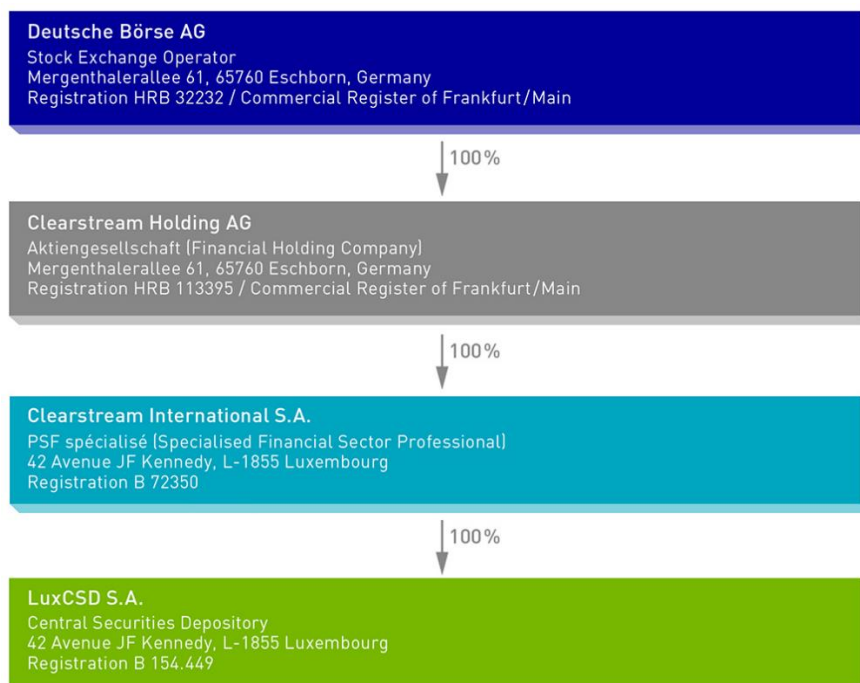 Deutsche Börse AG
Stock Exchange Operator
Mergenthalerallee 61, 65760 Eschborn, Germany
Registration HRB 32232 / Commercial Register of Frankfurt/Main
100%
Clearstream Holding AG
Aktiengesellschaft (Financial Holding Company)
Mergenthalerallee 61, 65760 Eschborn, Germany
Registration HRB 113395 / Commercial Register of Frankfurt/Main
100%
Clearstream International S.A.
PSF spécialisé (Specialised Financial Sector Professional)
42 Avenue JF Kennedy, L-1855 Luxembourg
Registration B 72350
100%
LuxCSD S.A.
Central Securities Depository
42 Avenue JF Kennedy, L-1855 Luxembourg
Registration B 154.449